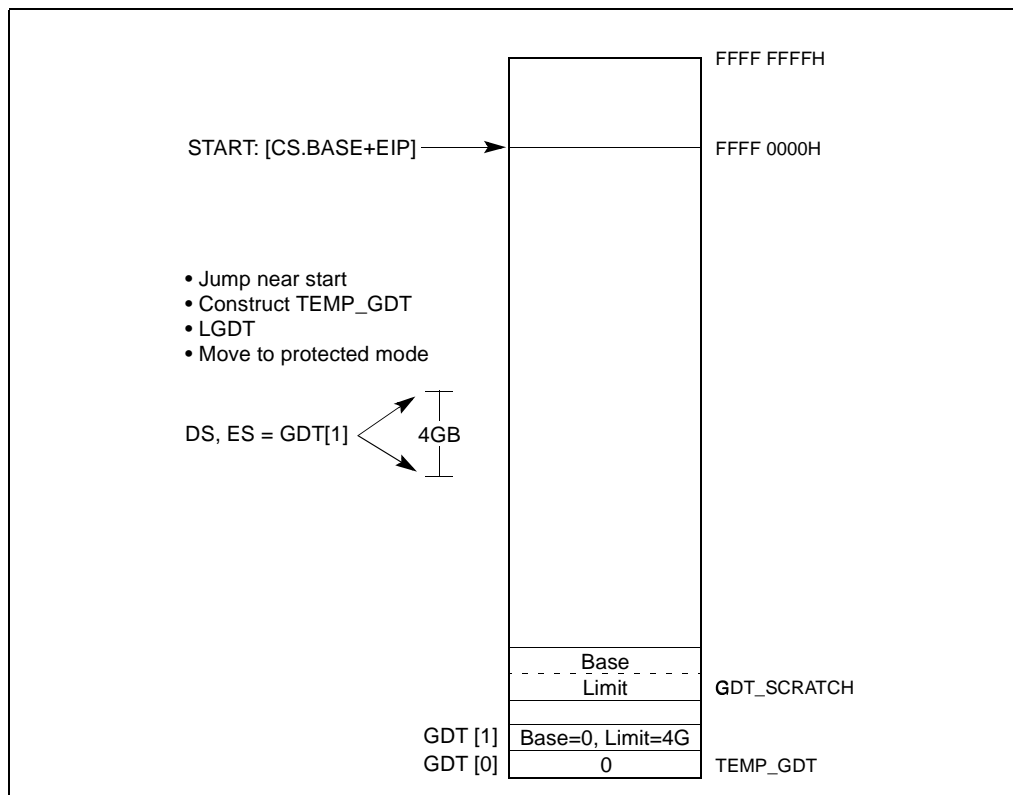 FFFF FFFFH
START: [CS.BASE+EIP]
FFFF 0000H
• Jump near start
• Construct TEMP_GDT
• LGDT
• Move to protected mode
DS, ES = GDT[1]
4GB
Base
Limit
GDT_SCRATCH
GDT [1]
Base=0, Limit=4G
GDT [0]
0
TEMP_GDT